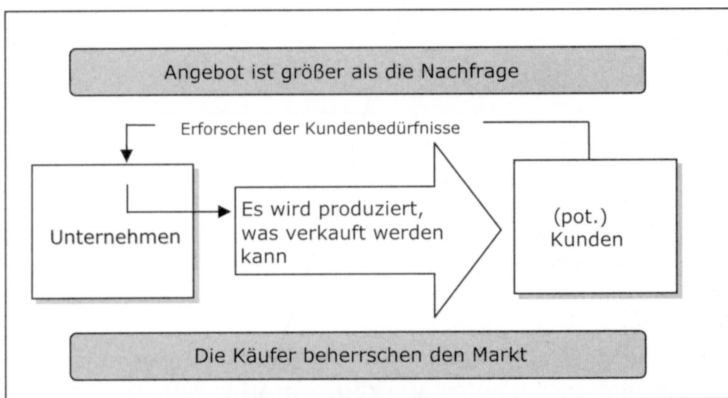 Angebot ist größer als die Nachfrage
Erforschen der Kundenbedürfnisse
Unternehmen
Es wird produziert,
was verkauft werden
kann
(pot.)
Kunden
Die Käufer beherrschen den Markt